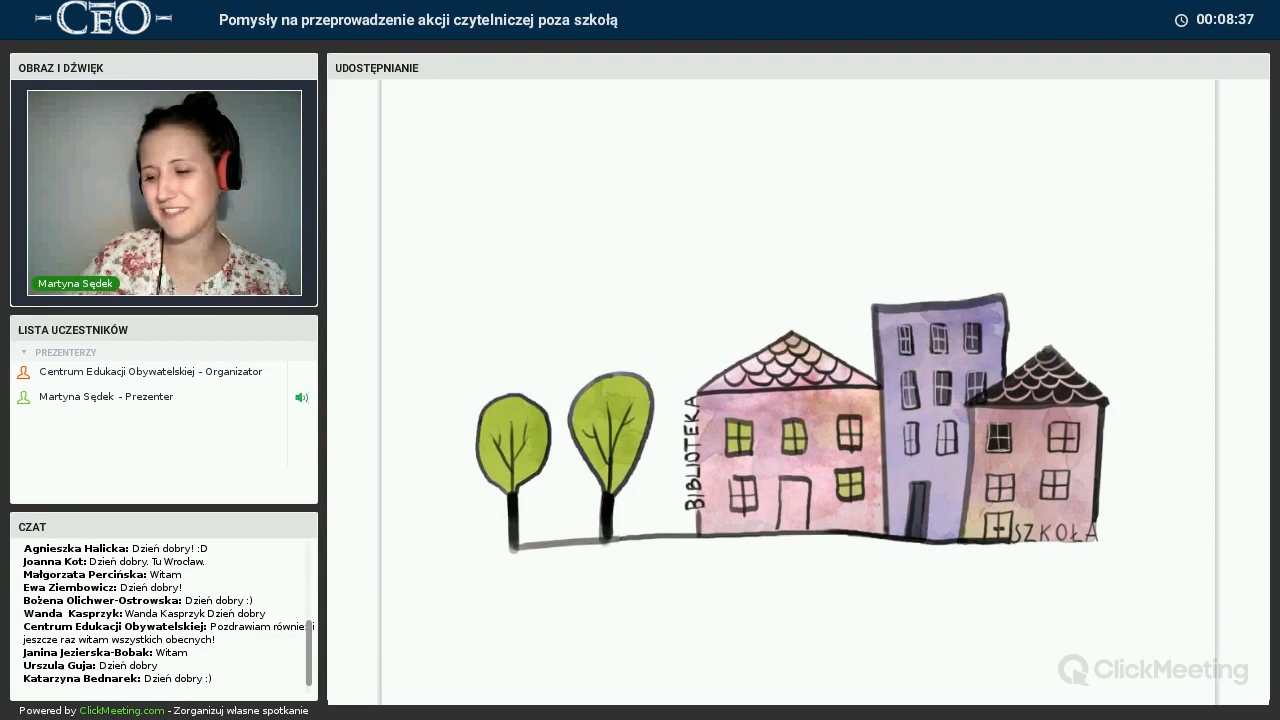 CEO
Pomysły na przeprowadzenie akcji czytelniczej poza szkołą
00:08:37
OBRAZ I DŹWIĘK
Martyna Sędek
LISTA UCZESTNIKÓW
PREZENTERZY
Centrum Edukacji Obywatelskiej - Organizator
Martyna Sędek - Prezenter
CZAT
Agnieszka Halicka: Dzień dobry! :D
Joanna Kot: Dzień dobry. Tu Wrocław.
Małgorzata Percińska: Witam
Ewa Ziembowicz: Dzień dobry!
Bożena Olichwer-Ostrowska: Dzień dobry :)
Wanda Kasprzyk: Wanda Kasprzyk Dzień dobry
Centrum Edukacji Obywatelskiej: Pozdrawiam również i
jeszcze raz witam wszystkich obecnych!
Janina Jezierska-Bobak: Witam
Urszula Guja: Dzień dobry
Katarzyna Bednarek: Dzień dobry :)
Powered by ClickMeeting.com - Zorganizuj własne spotkanie
UDOSTĘPNIANIE
BIBLIOTEKA
SZKOŁA
ClickMeeting